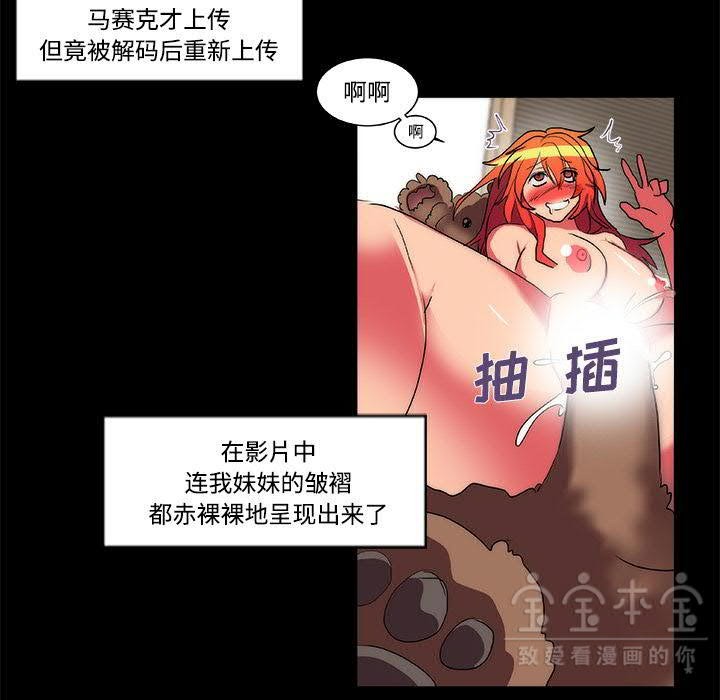 马赛克才上传
但竟被解码后重新上传
啊啊
啊
抽插
在影片中
连我妹妹的皱褶
都赤裸裸地呈现出来了
宝宝本宝
致爱看漫画的你